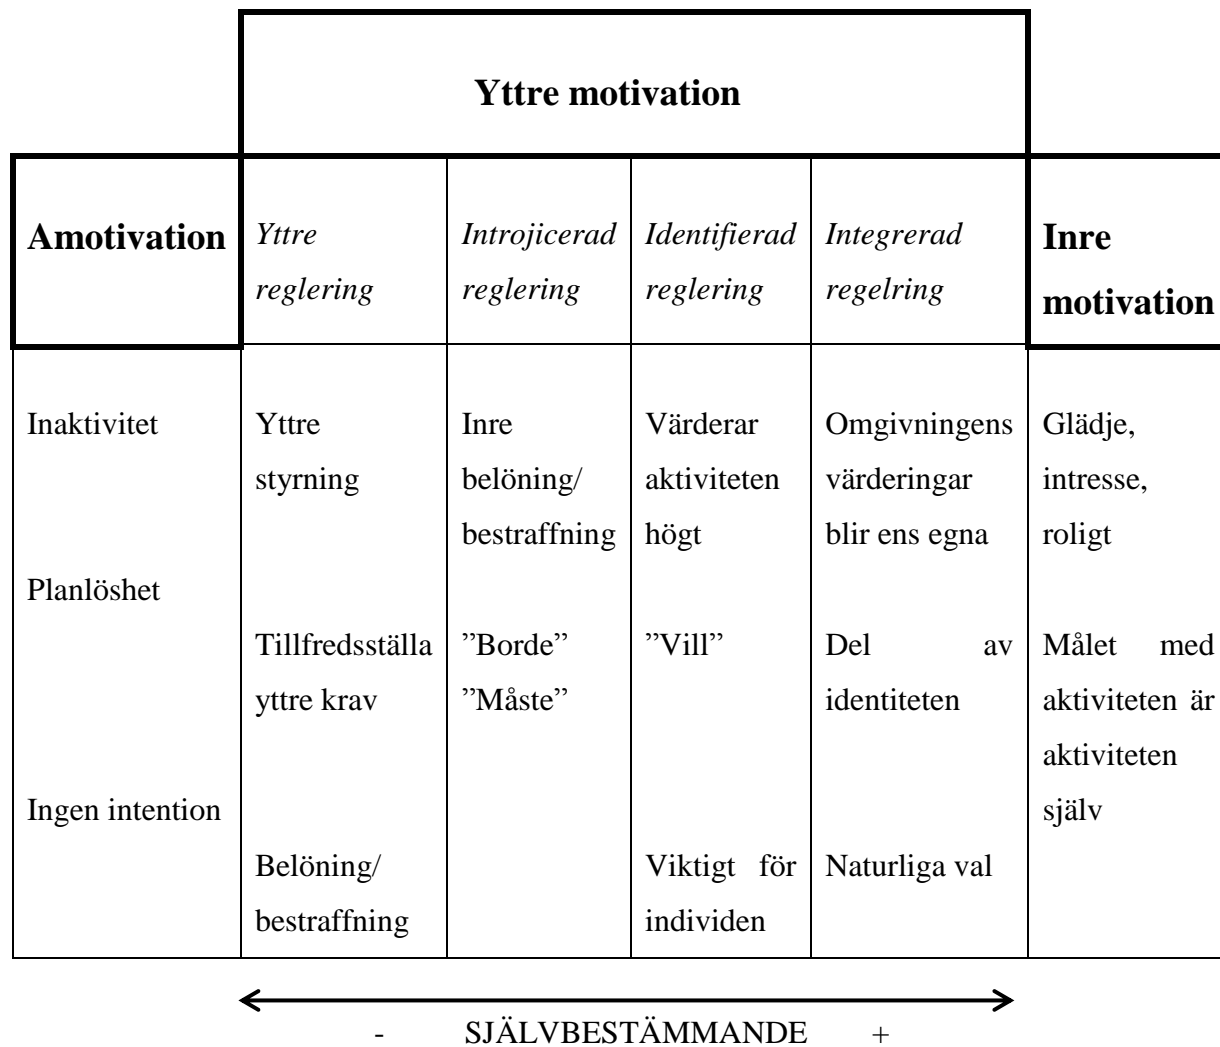 Yttre motivation
Amotivation
Yttre
reglering
Introjicerad
reglering
Identifierad
reglering
Integrerad
regelring
Inre
motivation
Inaktivitet
Planlöshet
Ingen intention
Yttre
styrning
Tillfredsställa
yttre krav
Belöning/
bestraffning
Inre
belöning/
bestraffning
”Borde”
”Måste”
Värderar
aktiviteten
högt
”Vill”
Viktigt för
individen
Omgivningens
värderingar
blir ens egna
Del av
identiteten
Naturliga val
Glädje,
intresse,
roligt
Målet med
aktiviteten är
aktiviteten
själv
- SJÄLVBESTÄMMANDE +